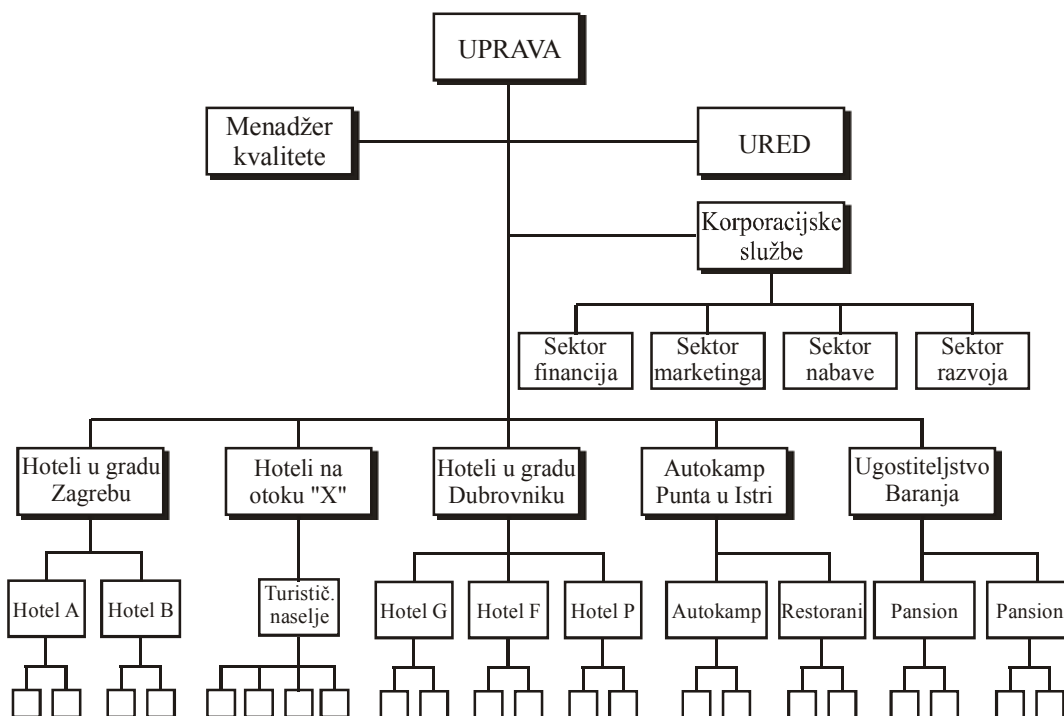 UPRAVA
Menadžer
kvalitete
URED
Korporacijske
službe
Sektor
financija
Sektor
marketinga
Sektor
nabave
Sektor
razvoja
Hoteli u gradu
Zagrebu
Hoteli na
otoku "X"
Hoteli u gradu
Dubrovniku
Autokamp
Punta u Istri
Ugostiteljstvo
Baranja
Hotel A
Hotel B
Turistič.
naselje
Hotel G
Hotel F
Hotel P
Autokamp
Restorani
Pansion
Pansion